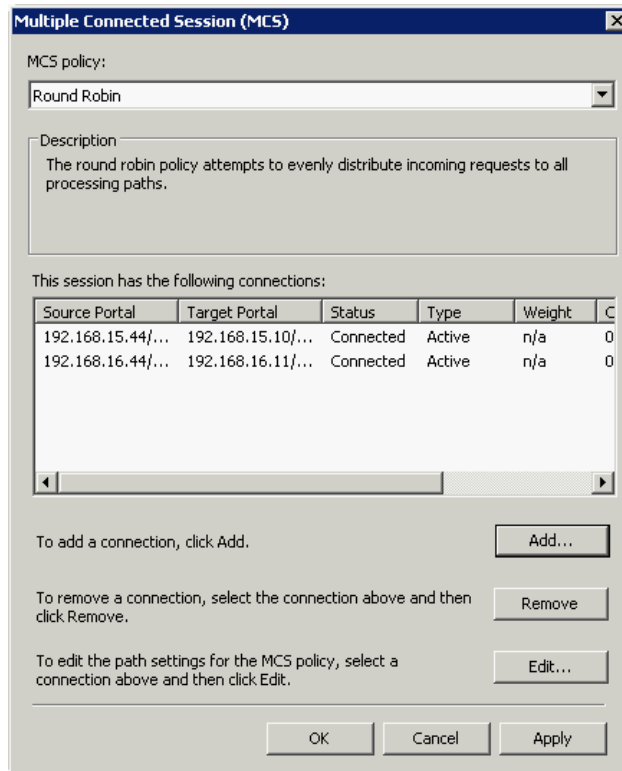 Multiple Connected Session (MCS)
MCS policy:
Round Robin
Description
The round robin policy attempts to evenly distribute incoming requests to all
processing paths.
This session has the following connections:
Source Portal Target Portal Status Type Weight C
192.168.15.44/... 192.168.15.10/... Connected Active n/a 0
192.168.16.44/... 192.168.16.11/... Connected Active n/a 0
To add a connection, click Add.
Add...
To remove a connection, select the connection above and then
click Remove.
Remove
To edit the path settings for the MCS policy, select a
connection above and then click Edit.
Edit...
OK Cancel Apply